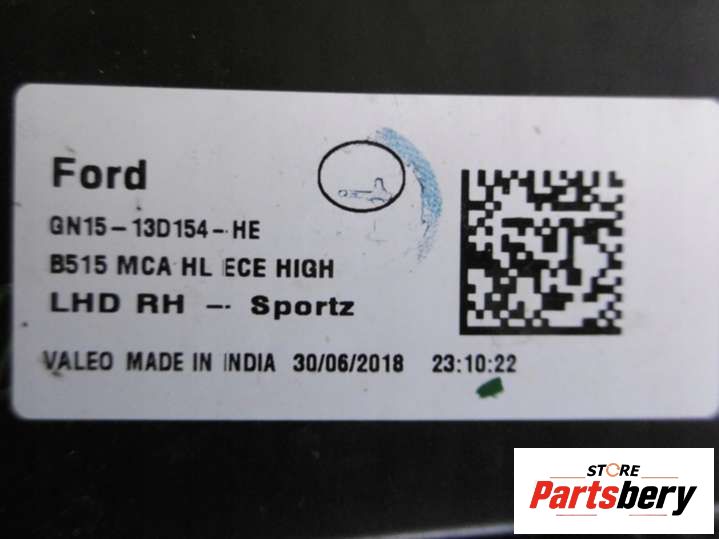 Ford
GN15-13D154-HE
B515 MCA HL ECE HIGH
LHD RH -- Sportz
VALEO MADE IN INDIA 30/06/2018 23:10:22
STORE
Partsbery